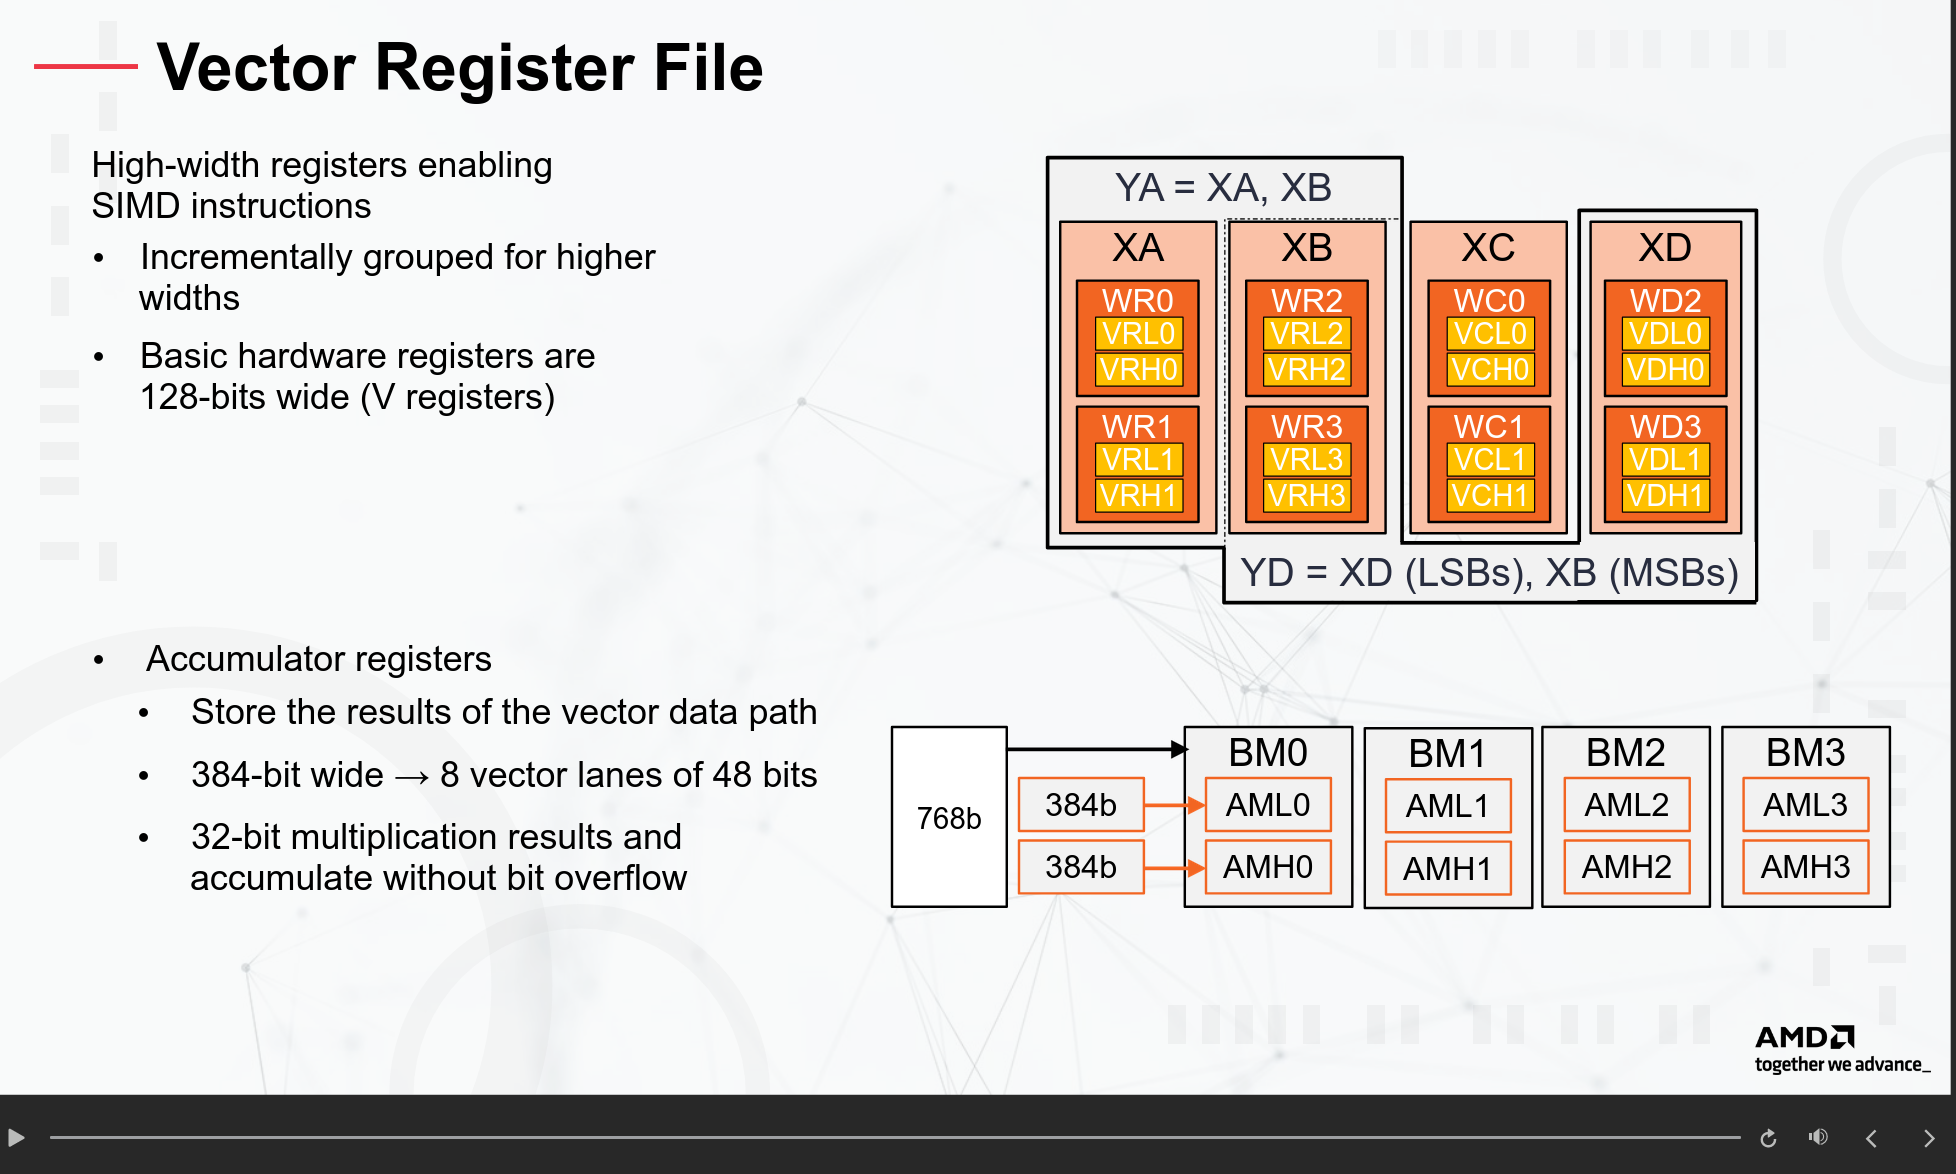 Vector Register File
High-width registers enabling
SIMD instructions
• Incrementally grouped for higher
widths
• Basic hardware registers are
128-bits wide (V registers)
YA = XA, XB
XA
WR0
VRL0
VRH0
WR1
VRL1
VRH1
XB
WR2
VRL2
VRH2
WR3
VRL3
VRH3
XC
WC0
VCL0
VCH0
WC1
VCL1
VCH1
XD
WD2
VDL0
VDH0
WD3
VDL1
VDH1
YD = XD (LSBs), XB (MSBs)
• Accumulator registers
• Store the results of the vector data path
• 384-bit wide → 8 vector lanes of 48 bits
• 32-bit multiplication results and
accumulate without bit overflow
768b
384b
384b
BM0
AML0
AMH0
BM1
AML1
AMH1
BM2
AML2
AMH2
BM3
AML3
AMH3
AMD
together we advance_